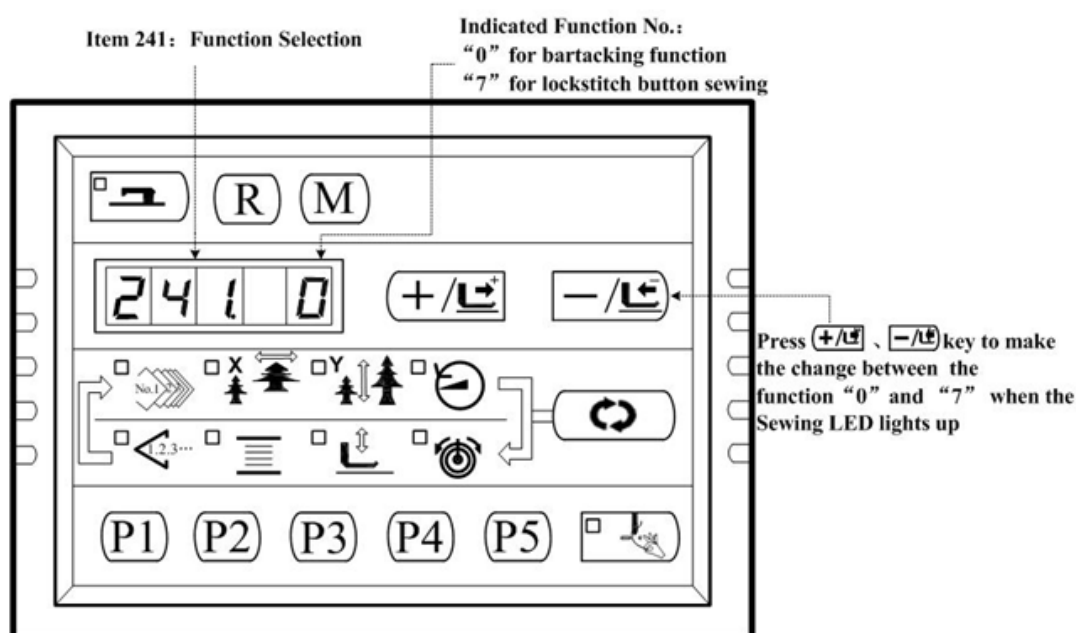 Item 241: Function Selection
Indicated Function No.:
“0” for bartacking function
“7” for lockstitch button sewing
R M
241. 0
+/ + −/ −
No.1 2 3 X Y
1.2.3…
Press +/ 、 −/ key to make
the change between the
function “0” and “7” when the
Sewing LED lights up
P1 P2 P3 P4 P5